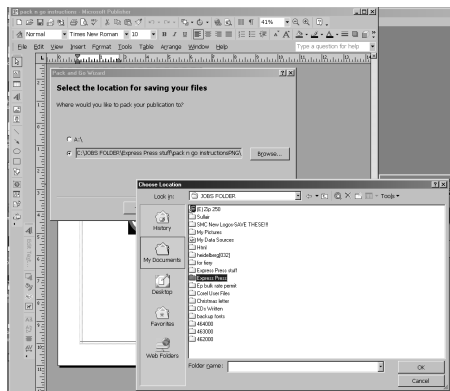 pack n go instructions - Microsoft Publisher
41%
Normal Times New Roman 10 B I U
File Edit View Insert Format Tools Table Arrange Window Help Type a question for help
Pack and Go Wizard
Select the location for saving your files
Where would you like to pack your publication to?
A:\
C:\JOBS FOLDER\Express Press stuff\pack n go instructionsPNG\ Browse...
Choose Location
Look in: JOBS FOLDER Tools
History
My Documents
Desktop
Favorites
Web Folders
(E) Zip 250
SMC New Logos-SAVE THESE!!!
My Pictures
My Data Sources
Html
heidelberg[032]
for fiery
Express Press stuff
Express Press
Ep bulk rate permit
Corel User Files
Christmas letter
CDs Written
backup fonts
464000
463000
462000
Folder name:
OK
Cancel